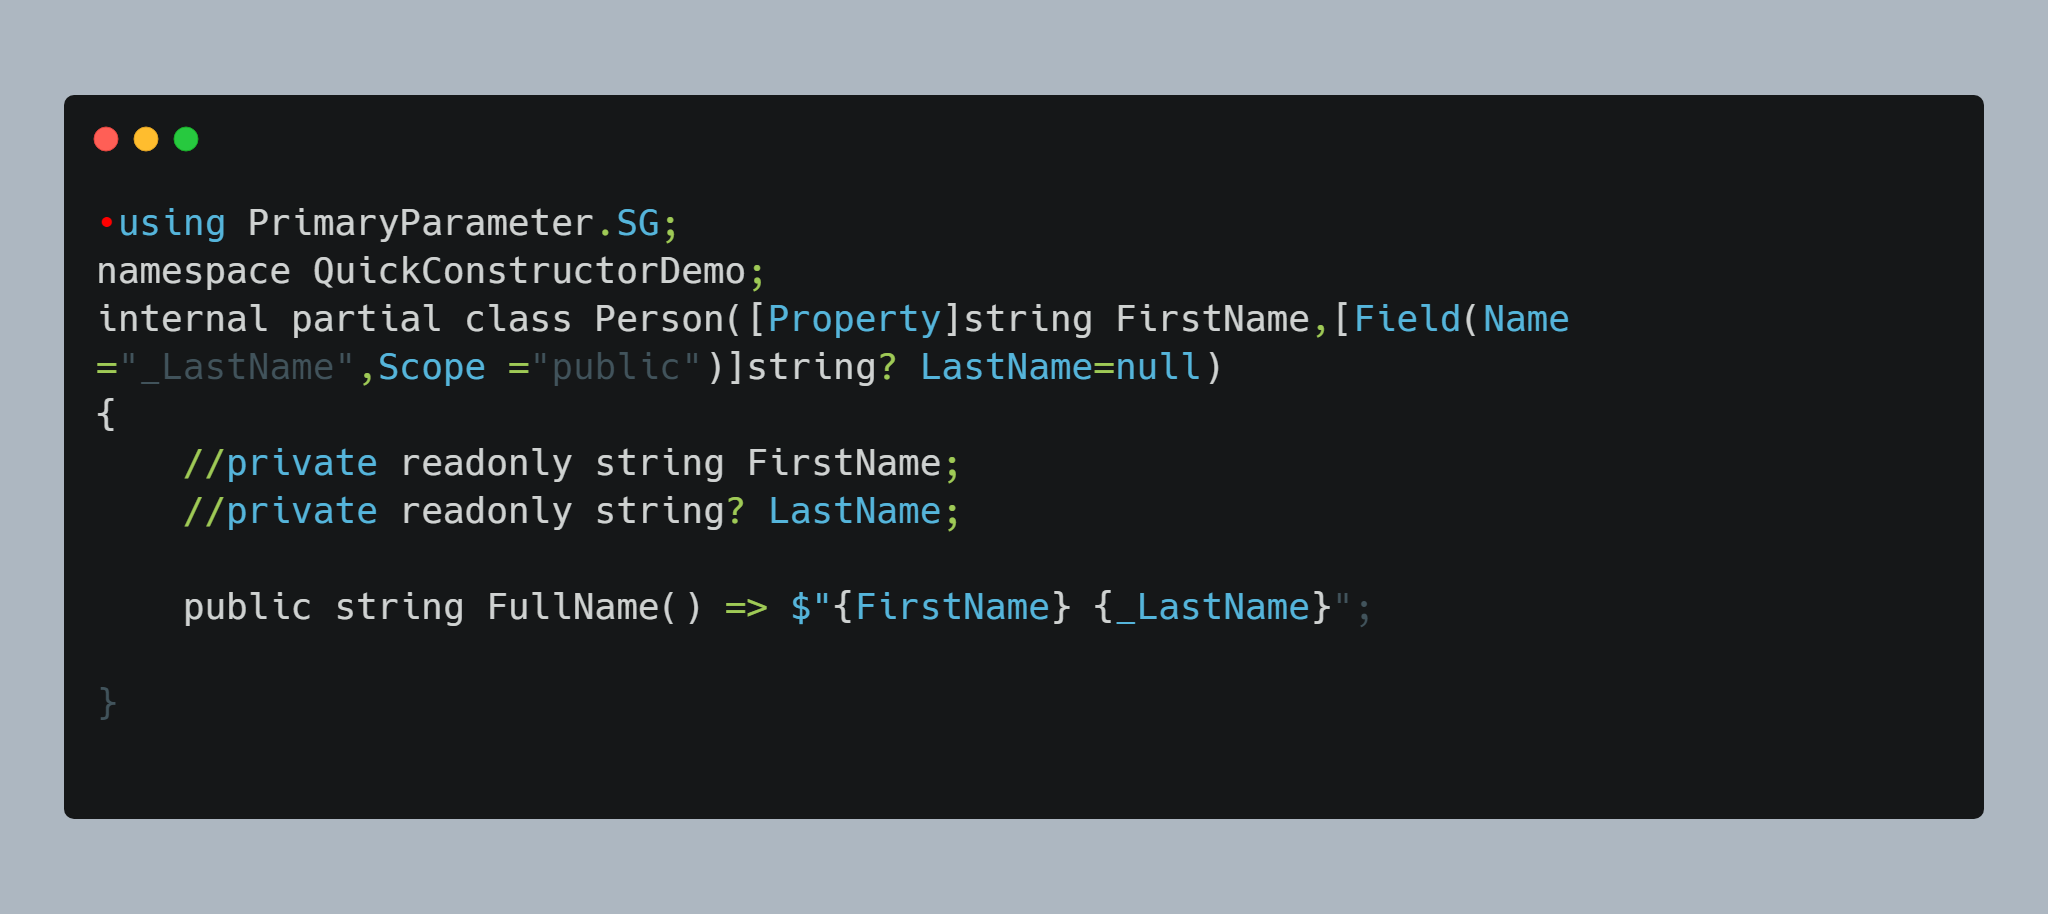 •using PrimaryParameter.SG;
namespace QuickConstructorDemo;
internal partial class Person([Property]string FirstName,[Field(Name
="_LastName",Scope ="public")]string? LastName=null)
{
    //private readonly string FirstName;
    //private readonly string? LastName;

    public string FullName() => $"{FirstName} {_LastName}";

}